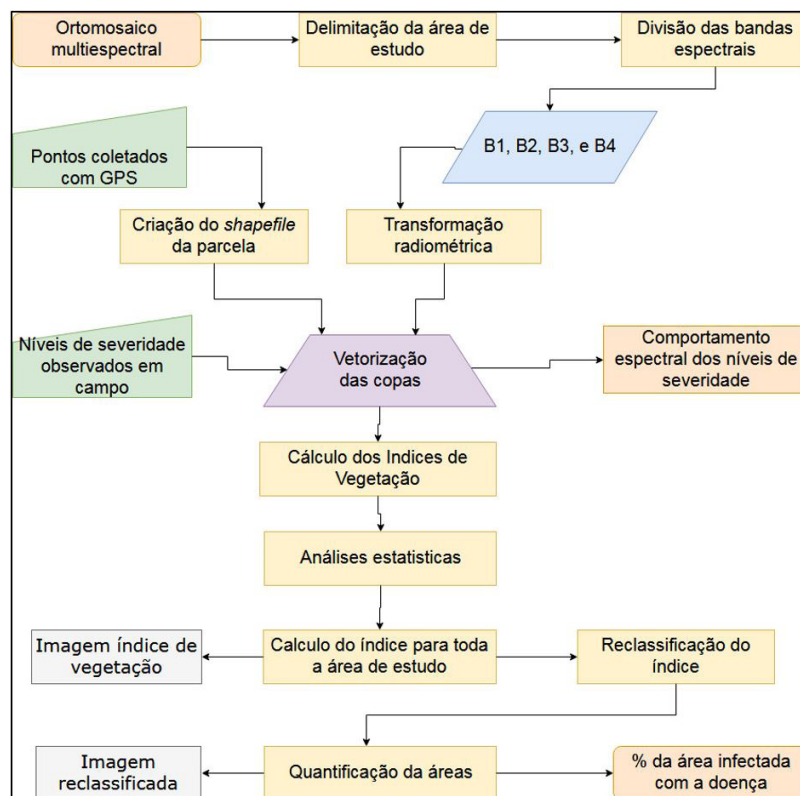 Ortomosaico
multiespectral
Delimitação da área de
estudo
Divisão das bandas
espectrais
B1, B2, B3, e B4
Pontos coletados
com GPS
Criação do shapefile
da parcela
Transformação
radiométrica
Níveis de severidade
observados em
campo
Vetorização
das copas
Comportamento
espectral dos níveis de
severidade
Cálculo dos Indices de
Vegetação
Análises estatisticas
Imagem índice de
vegetação
Calculo do índice para toda
a área de estudo
Reclassificação do
índice
Imagem
reclassificada
Quantificação da áreas
% da área infectada
com a doença